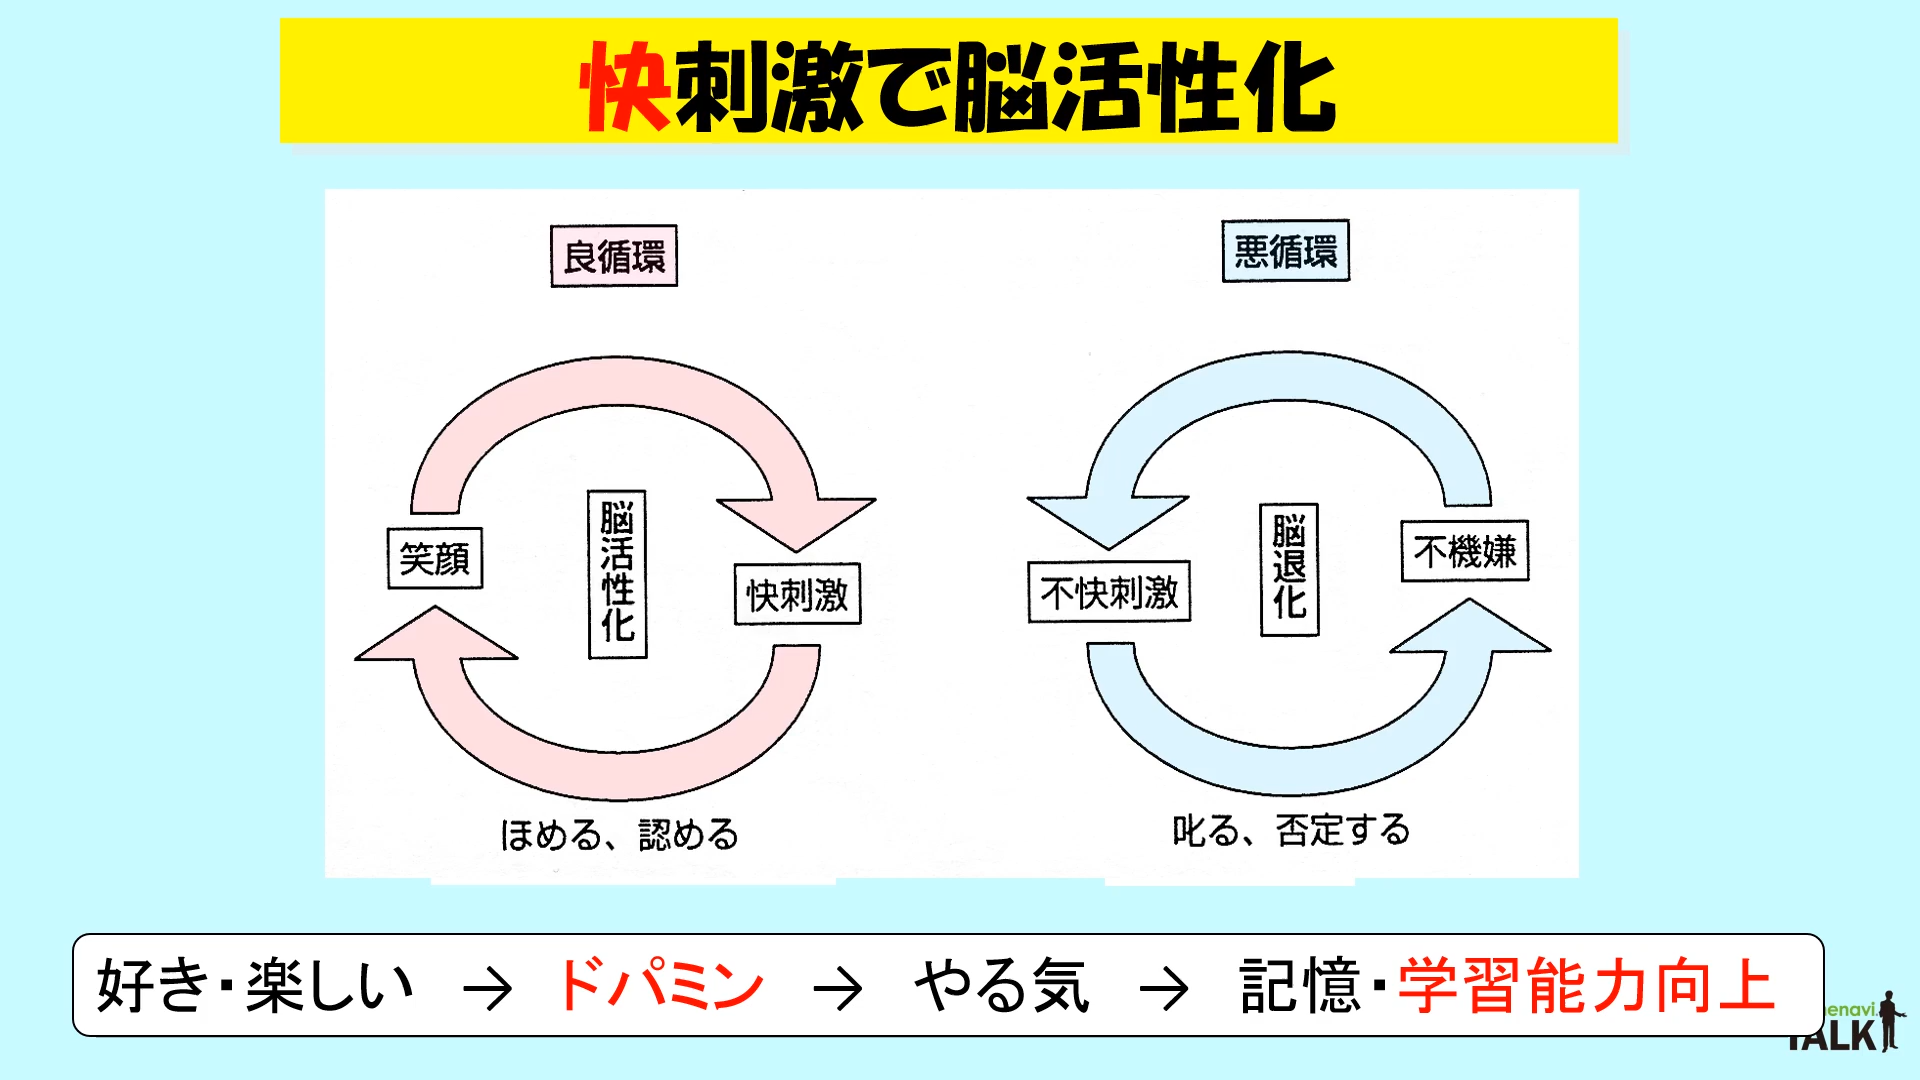 快刺激で脳活性化
良循環
悪循環
笑顔
脳活性化
快刺激
不快刺激
脳退化
不機嫌
ほめる、認める
叱る、否定する
好き・楽しい → ドパミン → やる気 → 記憶・学習能力向上
enavi
TALK